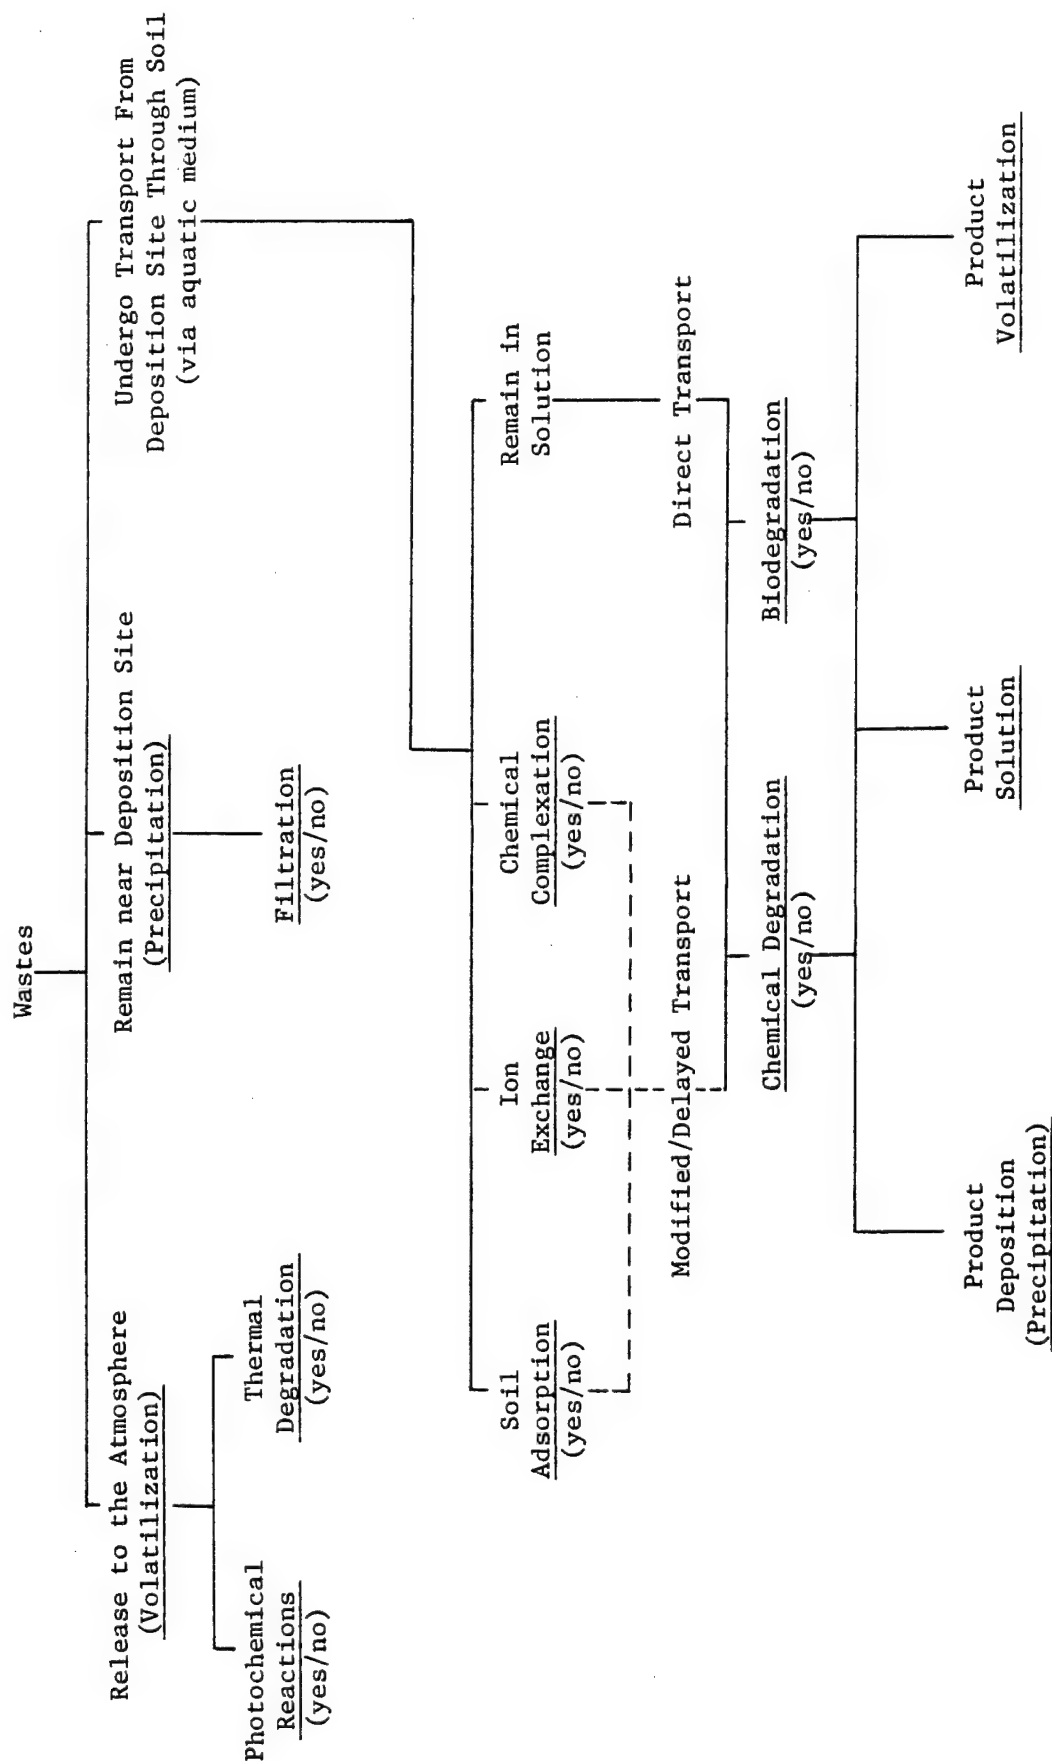 Wastes
Release to the Atmosphere
(Volatilization)
Photochemical
Reactions
(yes/no)
Thermal
Degradation
(yes/no)
Remain near Deposition Site
(Precipitation)
Filtration
(yes/no)
Undergo Transport From
Deposition Site Through Soil
(via aquatic medium)
Soil
Adsorption
(yes/no)
Ion
Exchange
(yes/no)
Chemical
Complexation
(yes/no)
Remain in
Solution
Modified/Delayed Transport
Direct Transport
Chemical Degradation
(yes/no)
Biodegradation
(yes/no)
Product
Deposition
(Precipitation)
Product
Solution
Product
Volatilization